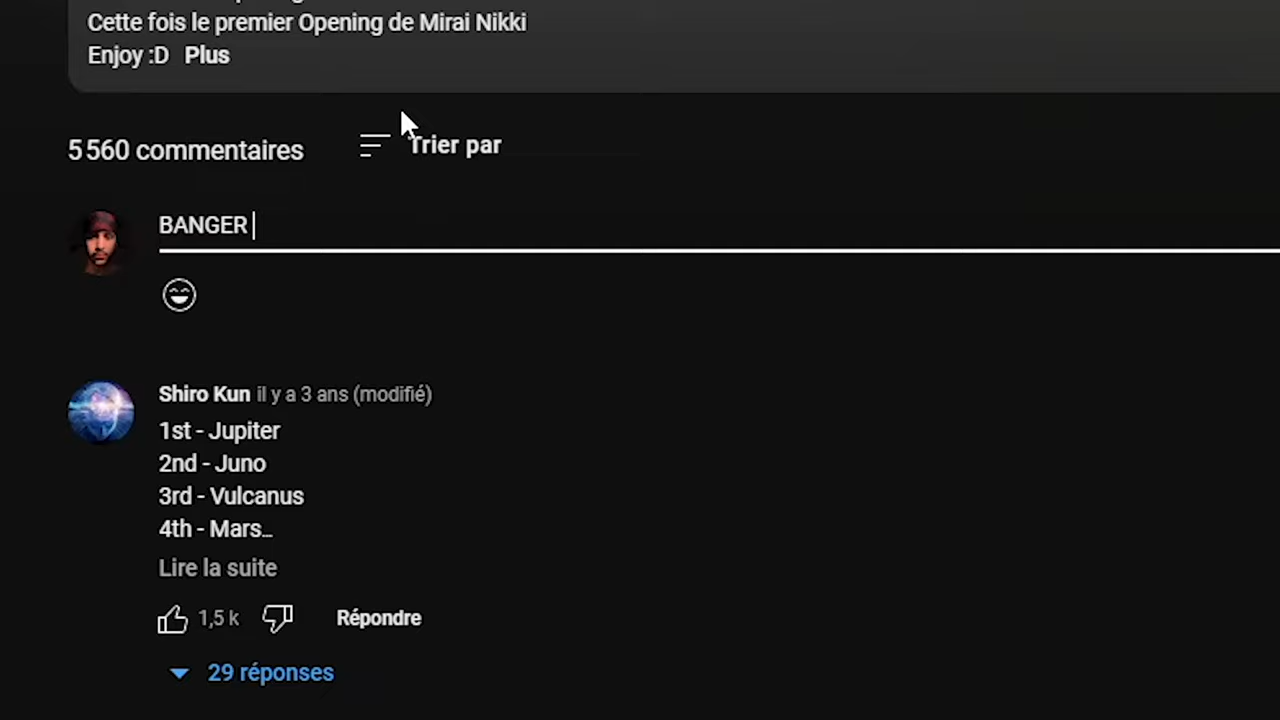 Cette fois le premier Opening de Mirai Nikki
Enjoy :D Plus
5 560 commentaires
Trier par
BANGER
Shiro Kun il y a 3 ans (modifié)
1st - Jupiter
2nd - Juno
3rd - Vulcanus
4th - Mars...
Lire la suite
1,5 k
Répondre
29 réponses